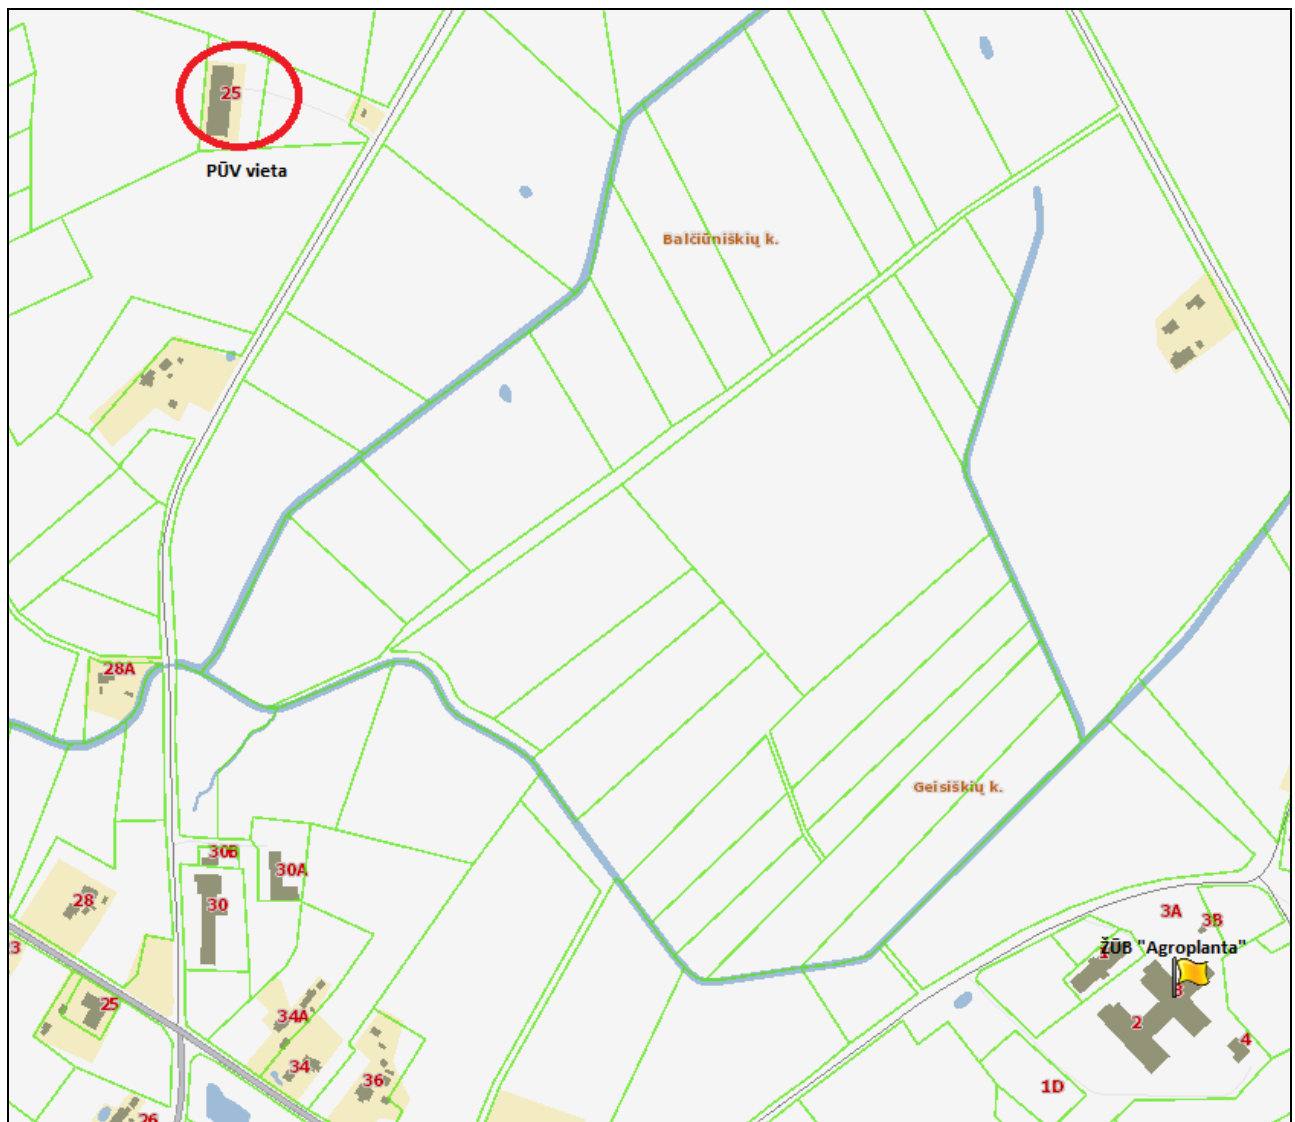 25
PŪV vieta
Balčiūniškių k.
28A
Geisiškių k.
30B
30A
28
30
3A
3B
3
ŽŪB "Agroplanta"
1
3
25
34A
2
4
34
36
1D
26